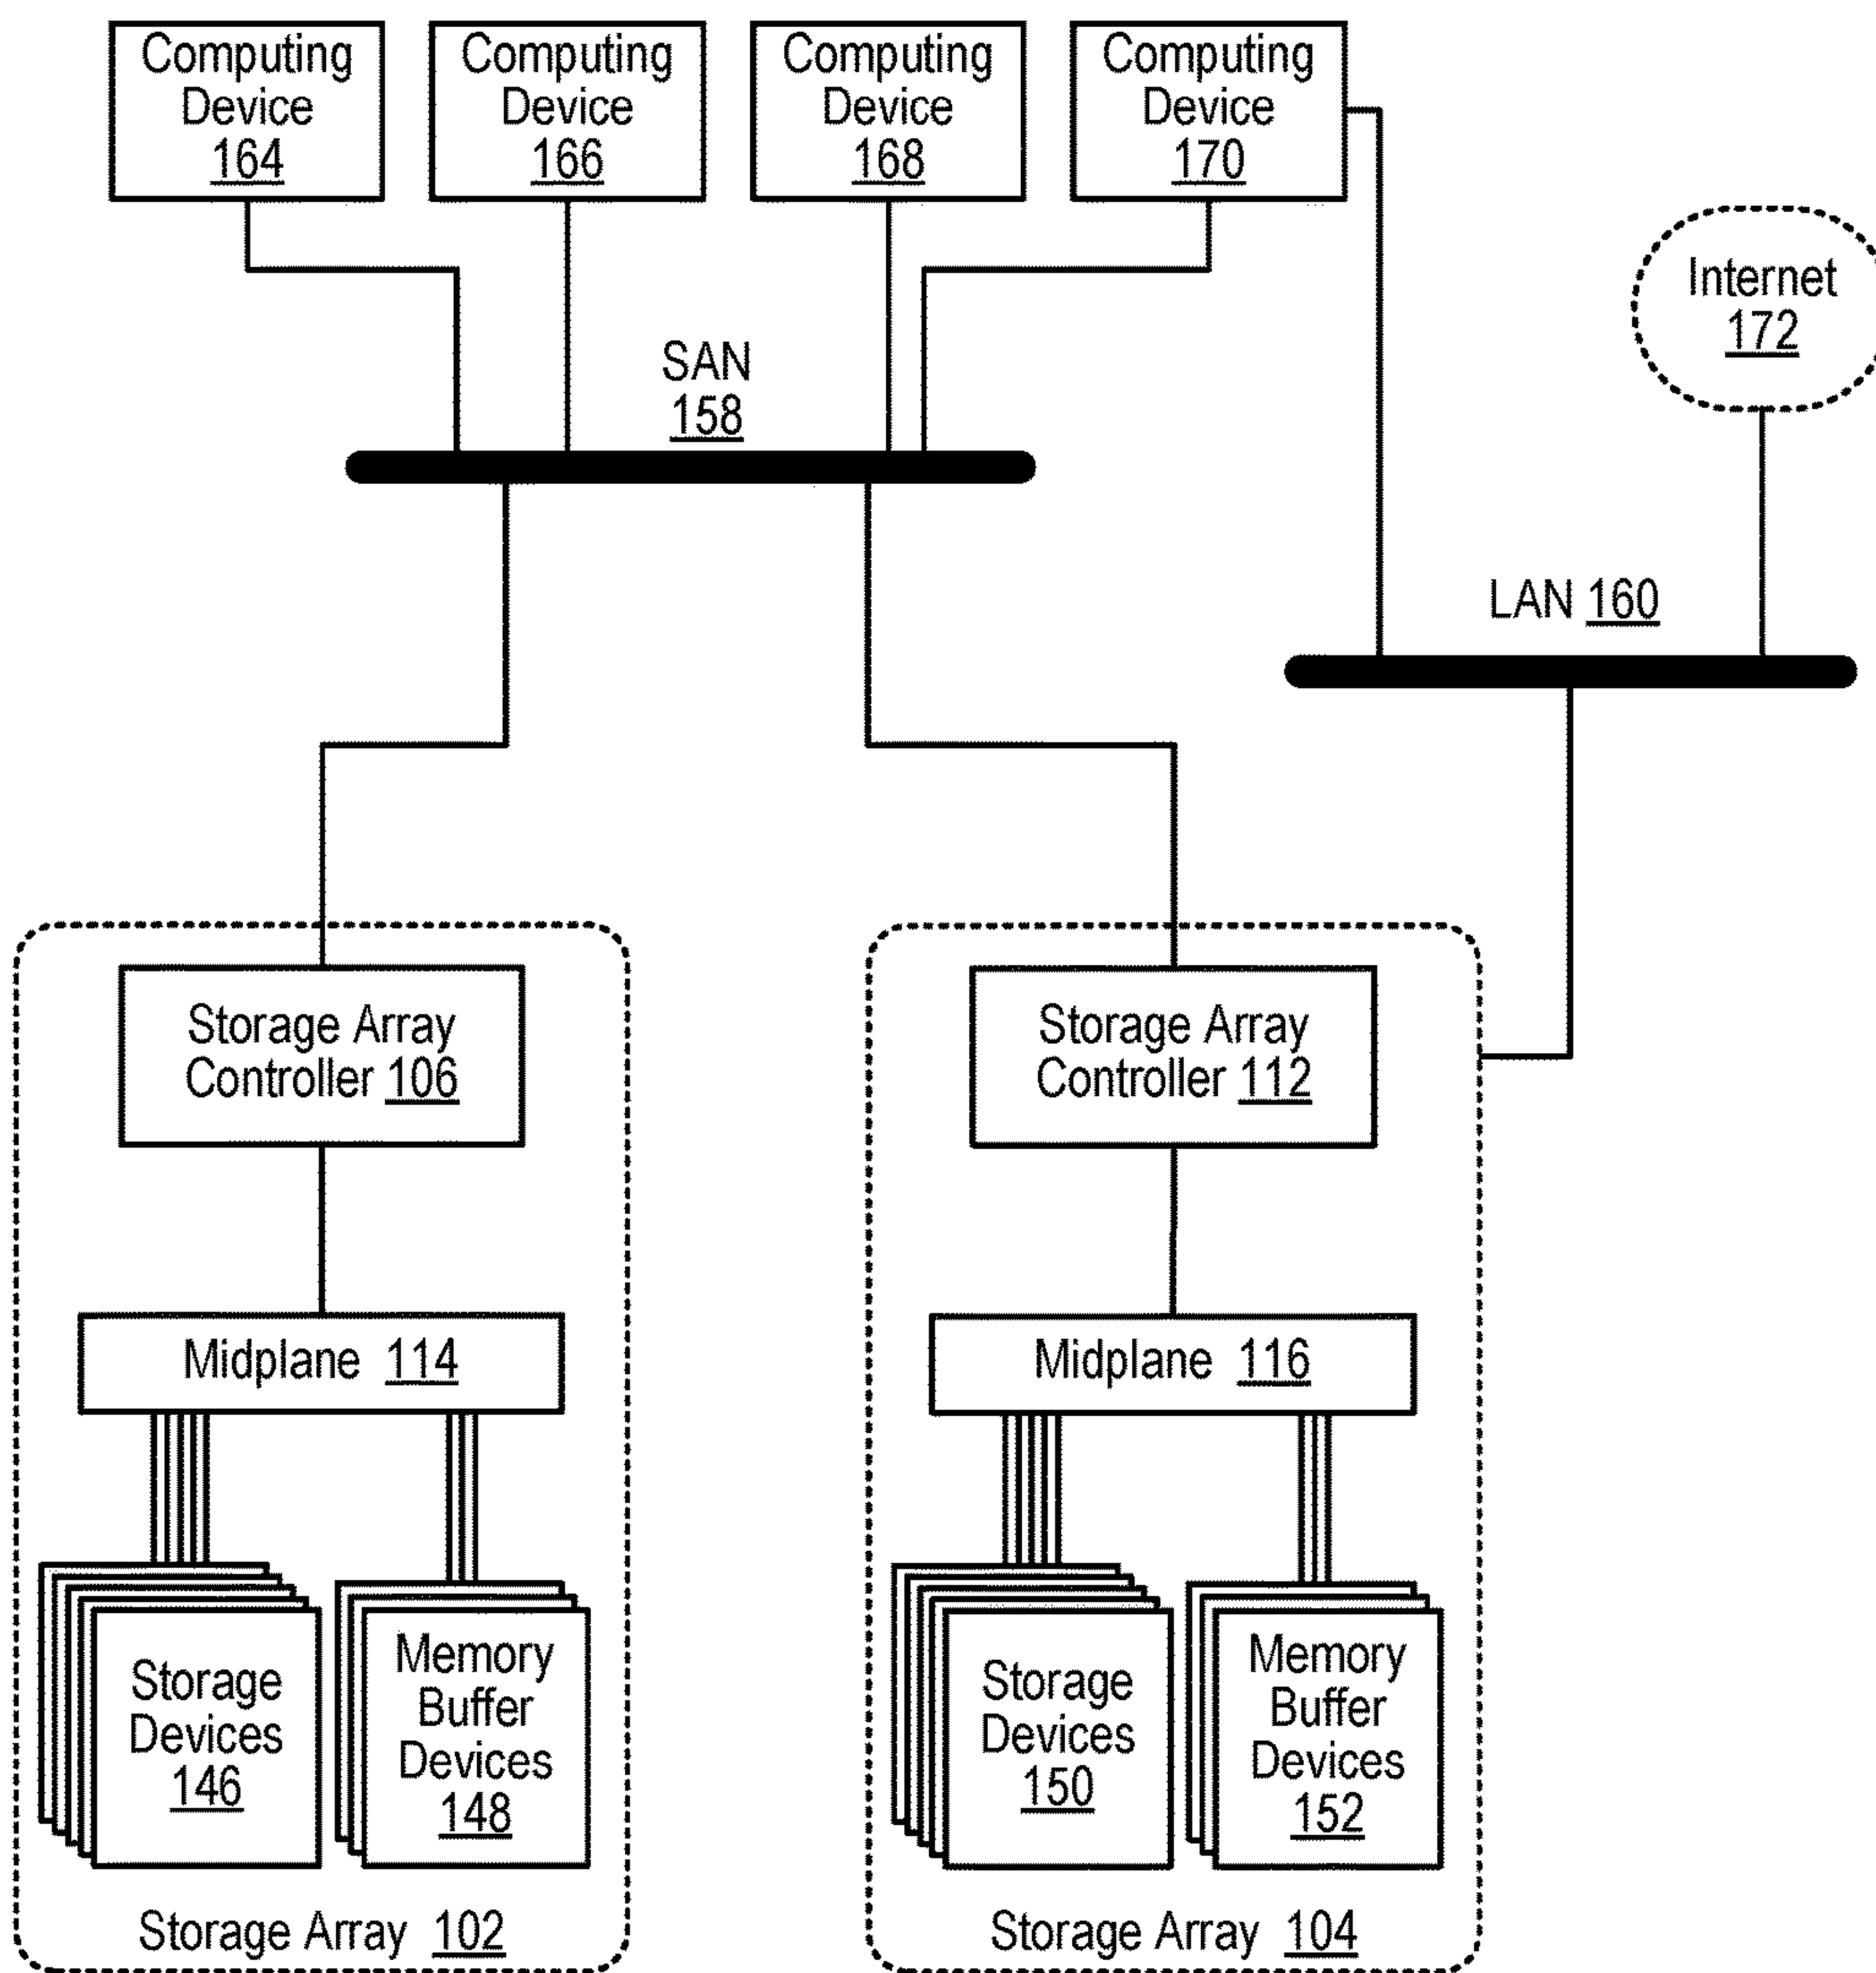 Computing
Device
164
Computing
Device
166
Computing
Device
168
Computing
Device
170
Internet
172
SAN
158
LAN 160
Storage Array
Controller 106
Storage Array
Controller 112
Midplane 114
Midplane 116
Storage
Devices
146
Memory
Buffer
Devices
148
Storage
Devices
150
Memory
Buffer
Devices
152
Storage Array 102
Storage Array 104